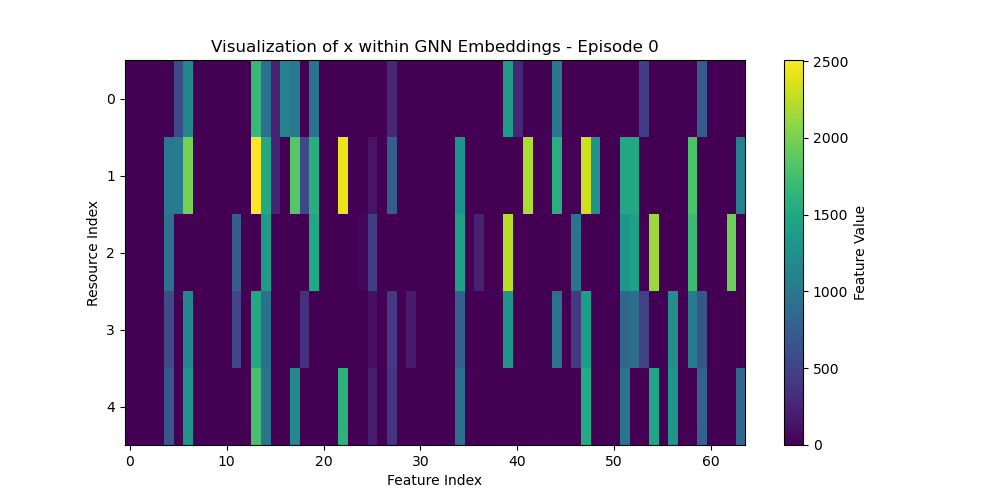 Visualization of x within GNN Embeddings - Episode 0
Resource Index
0
1
2
3
4
0 10 20 30 40 50 60
Feature Index
2500
2000
1500
1000
500
0
Feature Value